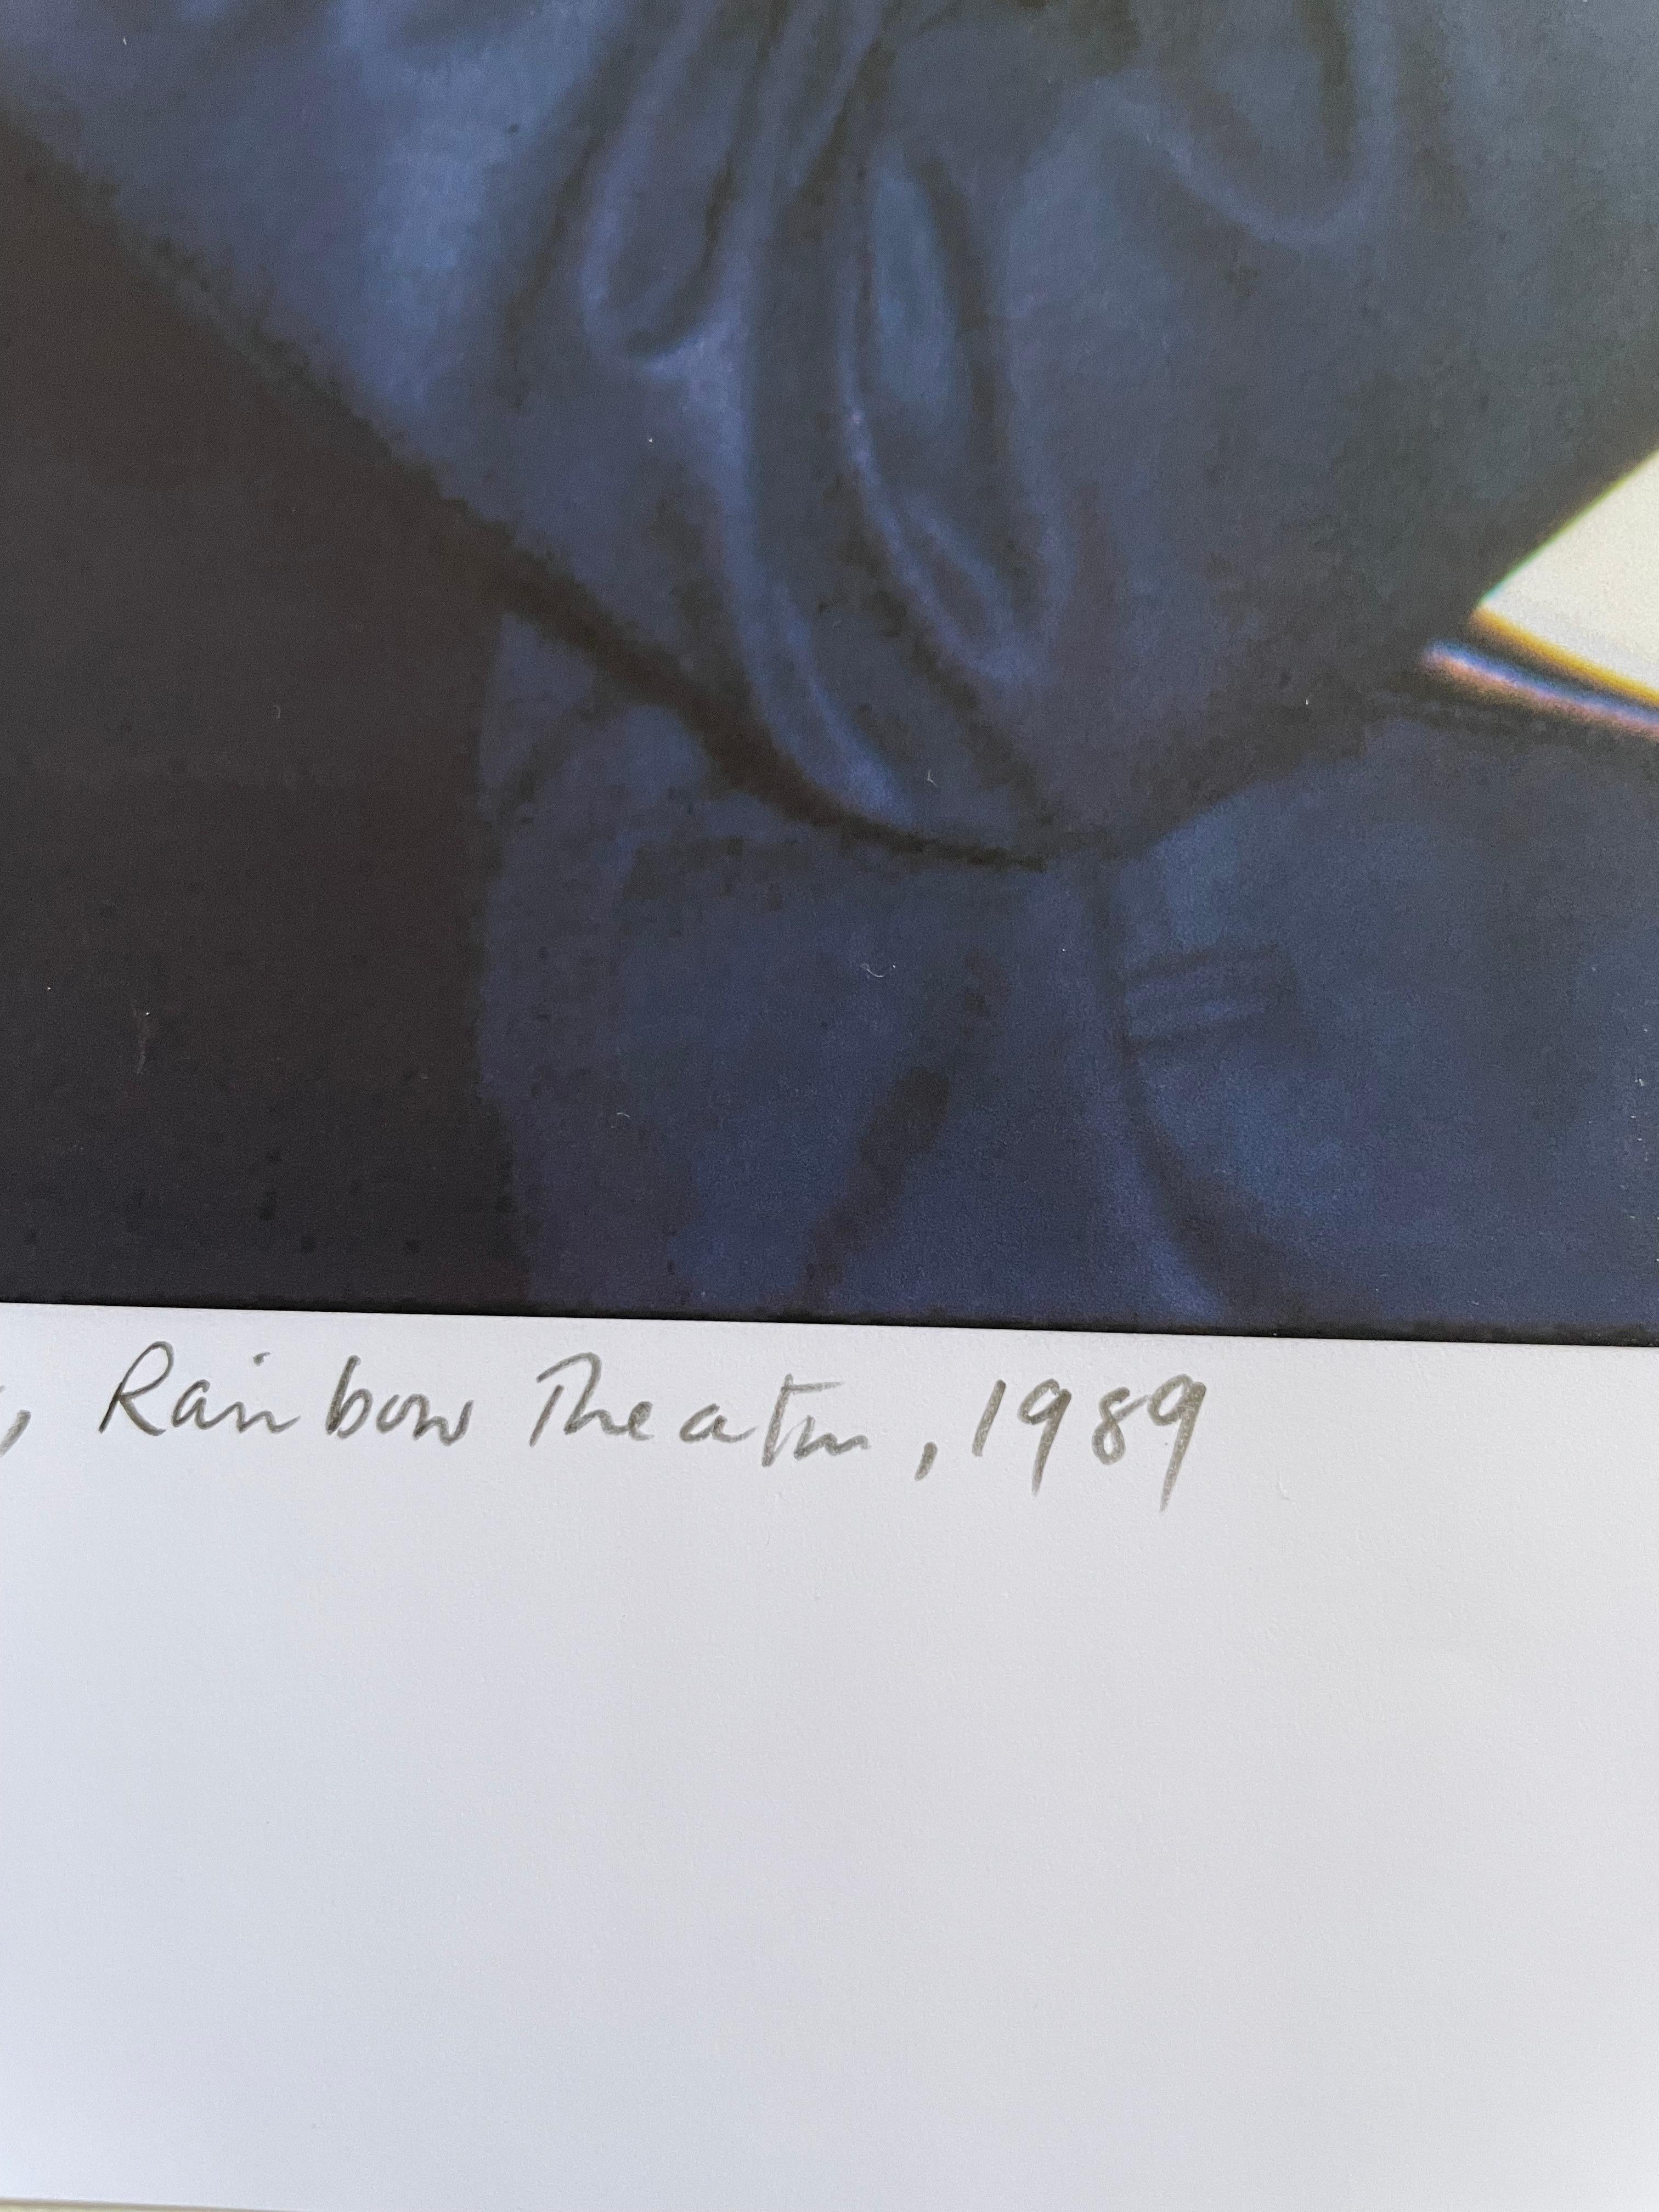 , Rainbow Theatre, 1989